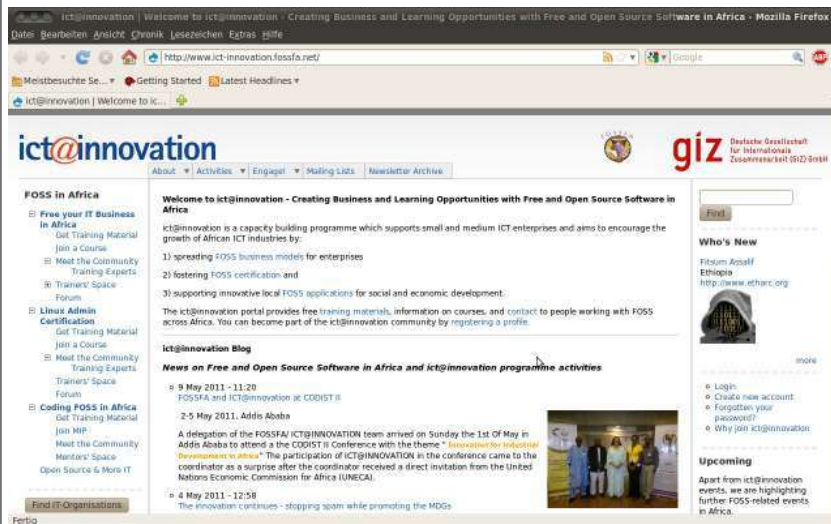 ict@innovation | Welcome to ict@innovation - Creating Business and Learning Opportunities with Free and Open Source Software in Africa - Mozilla Firefox
Datei Bearbeiten Ansicht Chronik Lesezeichen Extras Hilfe
http://www.ict-innovation.fossfa.net/
Google
ABP
Meistbesuchte Se... Getting Started Latest Headlines
ict@innovation | Welcome to ic...
ict@innovation
FOSSFA
giz Deutsche Gesellschaft
für Internationale
Zusammenarbeit (GIZ) GmbH
About Activities Engage! Mailing Lists Newsletter Archive
FOSS in Africa
Free your IT Business
in Africa
Get Training Material
Join a Course
Meet the Community
Training Experts
Trainers' Space
Forum
Linux Admin
Certification
Get Training Material
Join a Course
Meet the Community
Training Experts
Trainers' Space
Forum
Coding FOSS in Africa
Get Training Material
Join MIP
Meet the Community
Mentors' Space
Open Source & More IT
Find IT-Organisations
Welcome to ict@innovation - Creating Business and Learning Opportunities with Free and Open Source Software in
Africa
ict@innovation is a capacity building programme which supports small and medium ICT enterprises and aims to encourage the
growth of African ICT industries by:
1) spreading FOSS business models for enterprises
2) fostering FOSS certification and
3) supporting innovative local FOSS applications for social and economic development.
The ict@innovation portal provides free training materials, information on courses, and contact to people working with FOSS
across Africa. You can become part of the ict@innovation community by registering a profile.
ict@innovation Blog
News on Free and Open Source Software in Africa and ict@innovation programme activities
9 May 2011 - 11:20
FOSSFA and ICT@innovation at CODIST II
2-5 May 2011, Addis Ababa
A delegation of the FOSSFA/ ICT@INNOVATION team arrived on Sunday the 1st Of May in
Addis Ababa to attend a the CODIST II Conference with the theme " Innovative for Industrial
Development in Africa" The participation of ICT@INNOVATION in the conference came to the
coordinator as a surprise after the coordinator received a direct invitation from the United
Nations Economic Commission for Africa (UNECA).
4 May 2011 - 12:58
The innovation continues - stopping spam while promoting the MDGs
Find
Who's New
Fitsum Assalif
Ethiopia
http://www.etharc.org
more
Login
Create new account
Forgotten your
password?
Why join ict@innovation
Upcoming
Apart from ict@innovation
events, we are highlighting
further FOSS-related events
in Africa.
Fertig